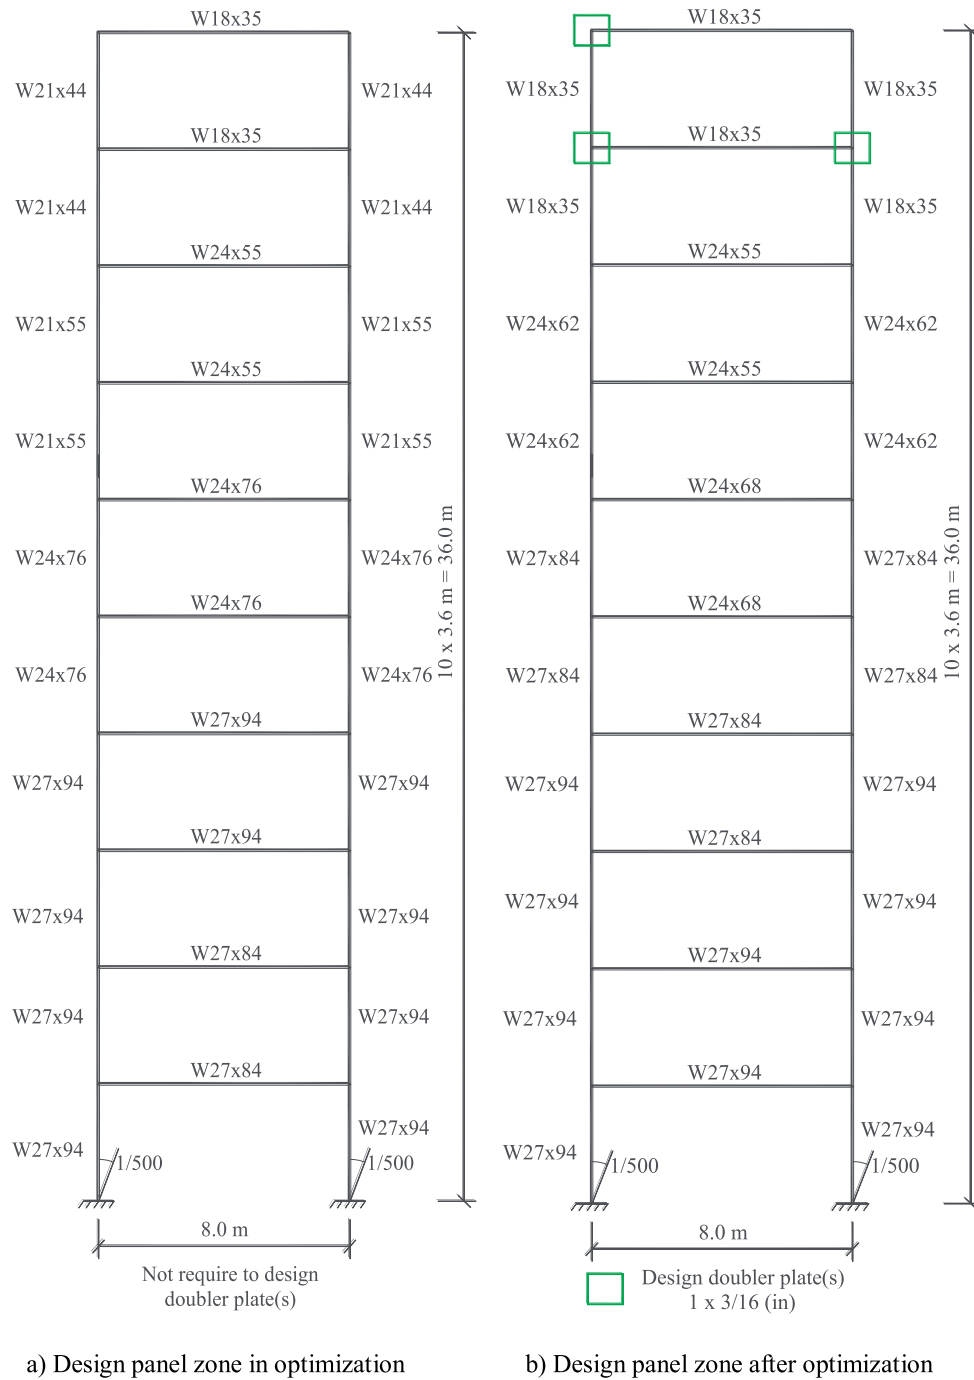 W18x35
W21x44
W21x44
W18x35
W21x44
W21x44
W24x55
W21x55
W21x55
W24x55
W21x55
W21x55
W24x76
W24x76
W24x76
W24x76
W24x76
W24x76
W27x94
W27x94
W27x94
W27x94
W27x94
W27x94
W27x84
W27x94
W27x94
W27x84
W27x94
W27x94
1/500
1/500
10 x 3.6 m = 36.0 m
8.0 m
Not require to design
doubler plate(s)
a) Design panel zone in optimization
W18x35
W18x35
W18x35
W18x35
W18x35
W18x35
W24x55
W24x62
W24x62
W24x55
W24x62
W24x62
W24x68
W27x84
W27x84
W24x68
W27x84
W27x84
W27x84
W27x94
W27x94
W27x84
W27x94
W27x94
W27x94
W27x94
W27x94
W27x94
W27x94
W27x94
1/500
1/500
10 x 3.6 m = 36.0 m
8.0 m
Design doubler plate(s)
1 x 3/16 (in)
b) Design panel zone after optimization